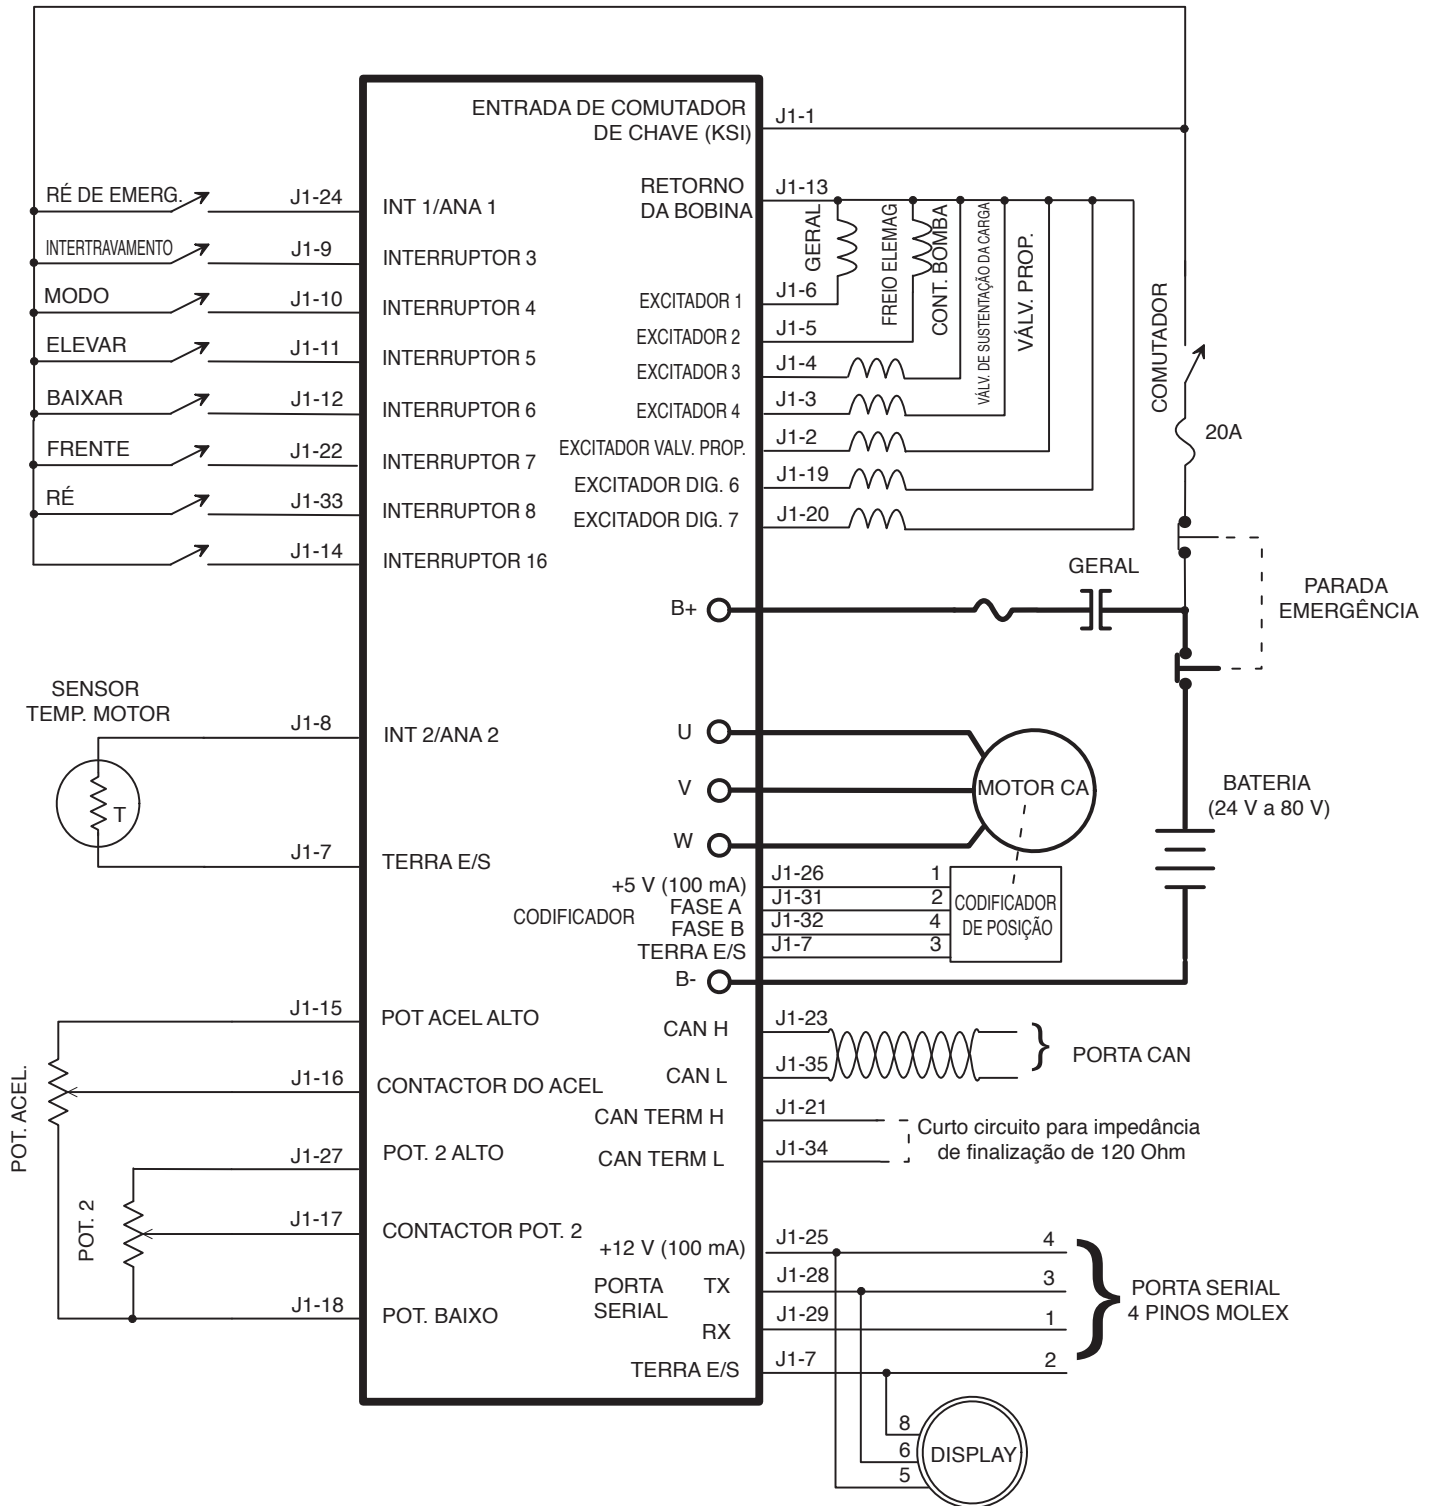 ENTRADA DE COMUTADOR
DE CHAVE (KSI)
J1-1
RÉ DE EMERG.
J1-24
INT 1/ANA 1
RETORNO
DA BOBINA
J1-13
INTERTRAVAMENTO
J1-9
INTERRUPTOR 3
GERAL
FREIO ELEMAG
CONT. BOMBA
VÁLV. DE SUSTENTAÇÃO DA CARGA
VÁLV. PROP.
MODO
J1-10
INTERRUPTOR 4
EXCITADOR 1
J1-6
EXCITADOR 2
J1-5
ELEVAR
J1-11
INTERRUPTOR 5
EXCITADOR 3
J1-4
COMUTADOR
BAIXAR
J1-12
INTERRUPTOR 6
EXCITADOR 4
J1-3
20A
FRENTE
J1-22
INTERRUPTOR 7
EXCITADOR VALV. PROP.
J1-2
EXCITADOR DIG. 6
J1-19
RÉ
J1-33
INTERRUPTOR 8
EXCITADOR DIG. 7
J1-20
J1-14
INTERRUPTOR 16
GERAL
PARADA
EMERGÊNCIA
B+
SENSOR
TEMP. MOTOR
J1-8
INT 2/ANA 2
U
V
W
MOTOR CA
BATERIA
(24 V a 80 V)
T
J1-7
TERRA E/S
+5 V (100 mA)
J1-26
1
CODIFICADOR
FASE A
J1-31
2
FASE B
J1-32
4
TERRA E/S
J1-7
3
CODIFICADOR
DE POSIÇÃO
B-
J1-15
POT ACEL ALTO
CAN H
J1-23
PORTA CAN
POT. ACEL.
J1-16
CONTACTOR DO ACEL
CAN L
J1-35
CAN TERM H
J1-21
Curto circuito para impedância
de finalização de 120 Ohm
J1-27
POT. 2 ALTO
CAN TERM L
J1-34
POT. 2
J1-17
CONTACTOR POT. 2
+12 V (100 mA)
J1-25
4
PORTA
SERIAL
TX
J1-28
3
PORTA SERIAL
4 PINOS MOLEX
J1-18
POT. BAIXO
RX
J1-29
1
TERRA E/S
J1-7
2
8
6
5
DISPLAY